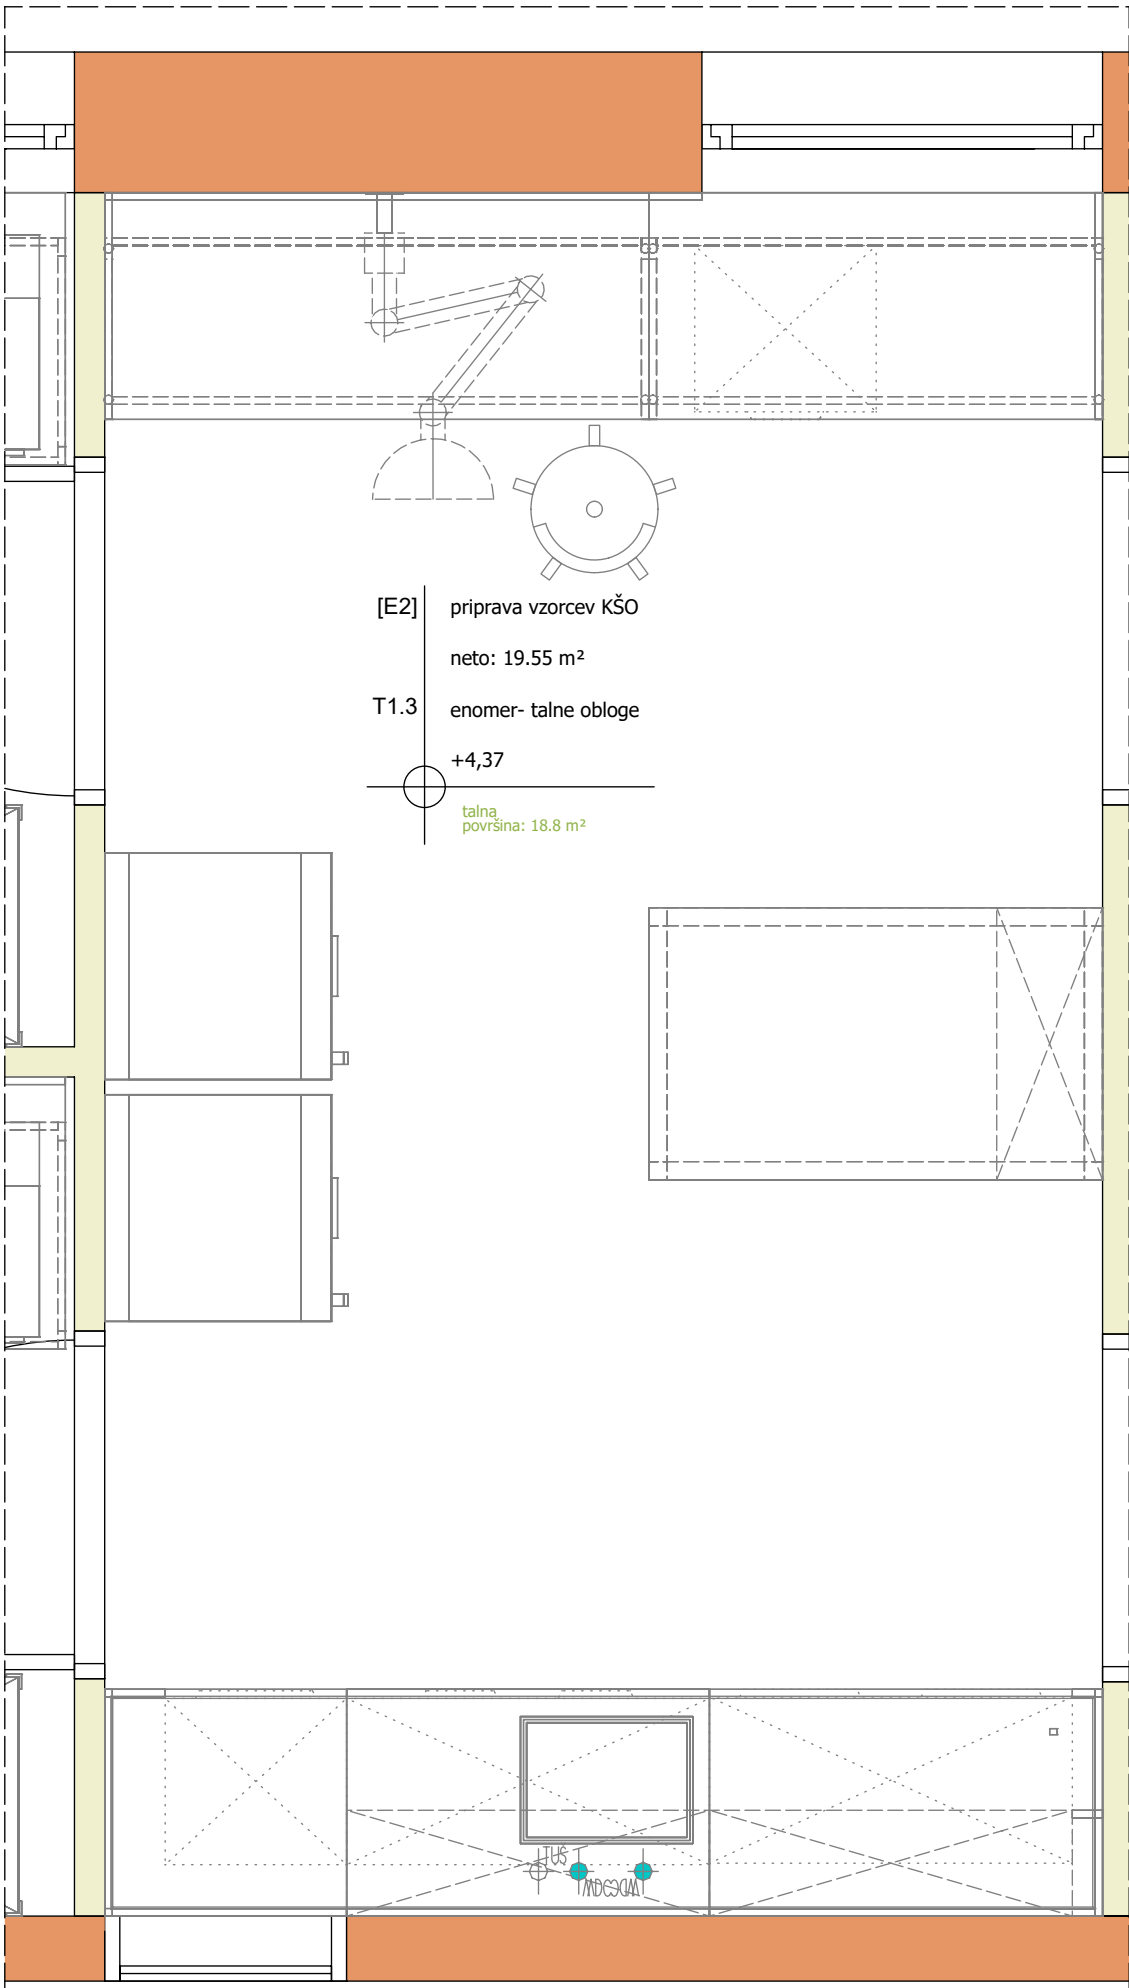 [E2] priprava vzorcev KŠO
neto: 19.55 m²
T1.3 enomer- talne obloge
+4,37
talna
površina: 18.8 m²
TUŠ